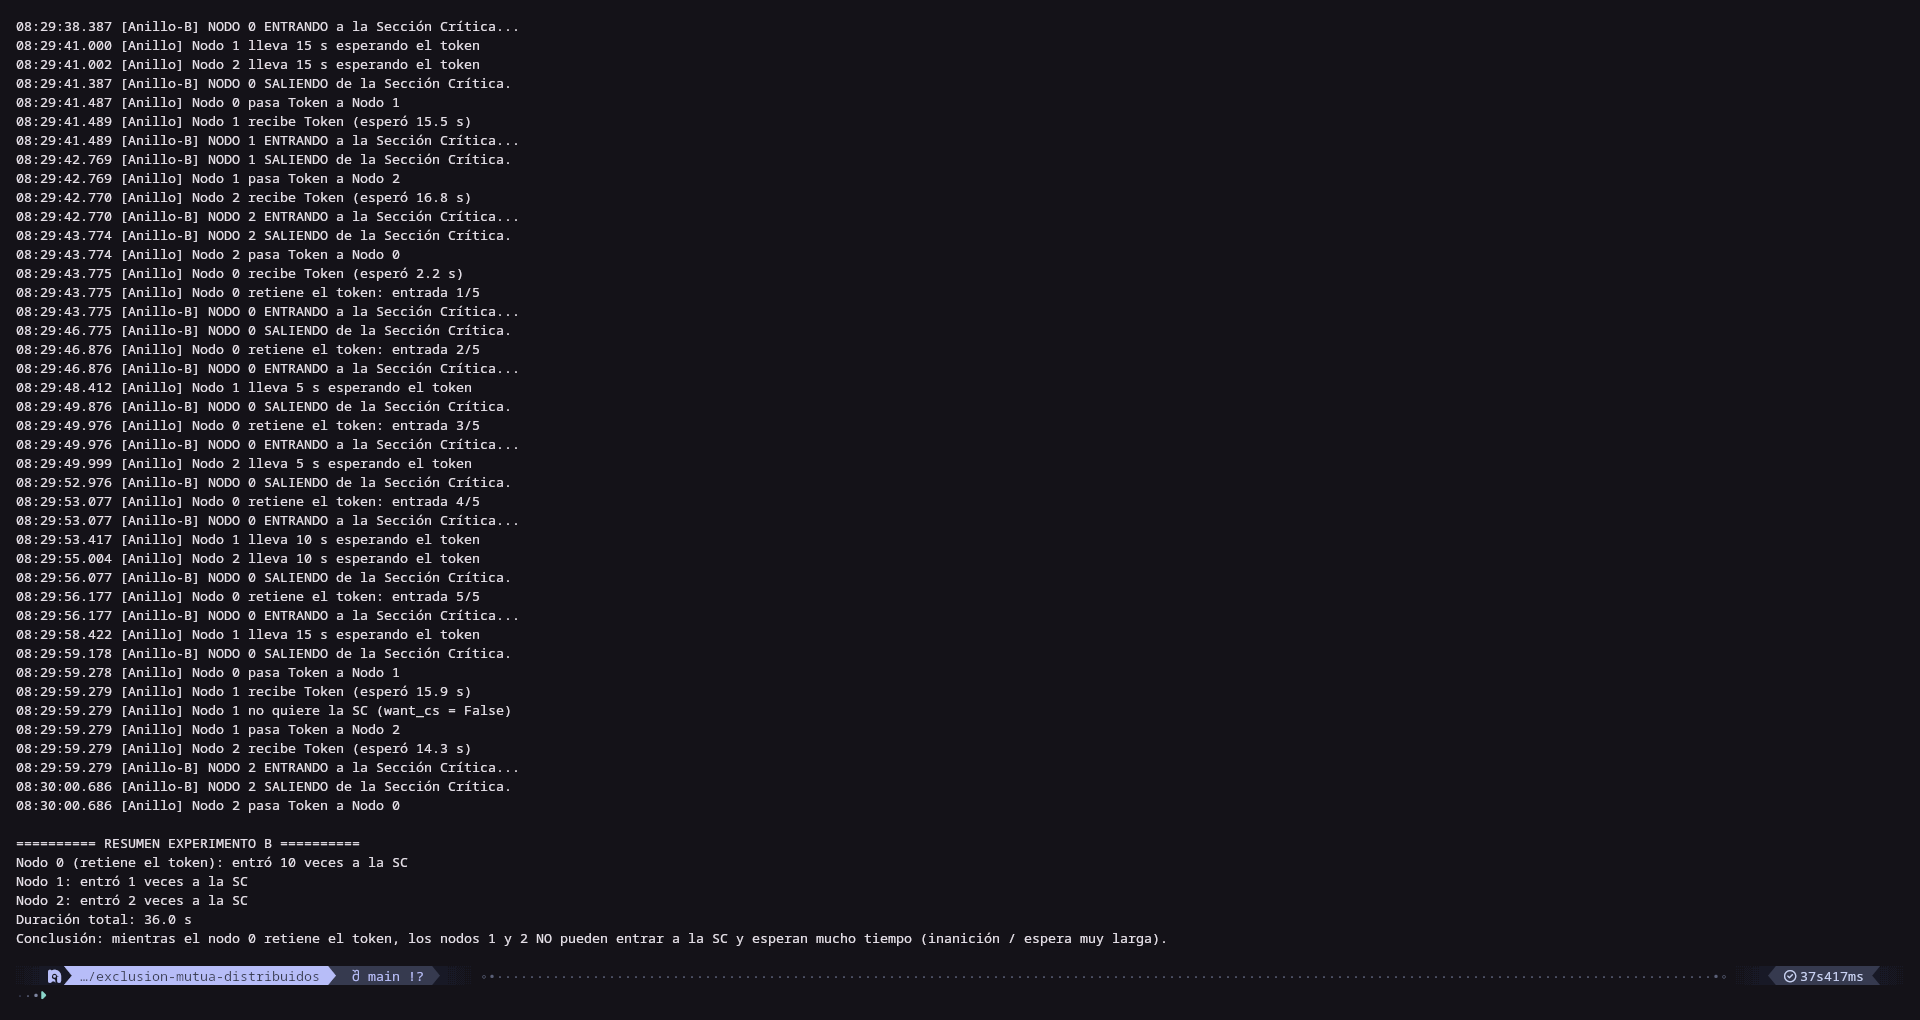 08:29:38.387 [Anillo-B] NODO 0 ENTRANDO a la Sección Crítica...
08:29:41.000 [Anillo] Nodo 1 lleva 15 s esperando el token
08:29:41.002 [Anillo] Nodo 2 lleva 15 s esperando el token
08:29:41.387 [Anillo-B] NODO 0 SALIENDO de la Sección Crítica.
08:29:41.487 [Anillo] Nodo 0 pasa Token a Nodo 1
08:29:41.489 [Anillo] Nodo 1 recibe Token (esperó 15.5 s)
08:29:41.489 [Anillo-B] NODO 1 ENTRANDO a la Sección Crítica...
08:29:42.769 [Anillo-B] NODO 1 SALIENDO de la Sección Crítica.
08:29:42.769 [Anillo] Nodo 1 pasa Token a Nodo 2
08:29:42.770 [Anillo] Nodo 2 recibe Token (esperó 16.8 s)
08:29:42.770 [Anillo-B] NODO 2 ENTRANDO a la Sección Crítica...
08:29:43.774 [Anillo-B] NODO 2 SALIENDO de la Sección Crítica.
08:29:43.774 [Anillo] Nodo 2 pasa Token a Nodo 0
08:29:43.775 [Anillo] Nodo 0 recibe Token (esperó 2.2 s)
08:29:43.775 [Anillo] Nodo 0 retiene el token: entrada 1/5
08:29:43.775 [Anillo-B] NODO 0 ENTRANDO a la Sección Crítica...
08:29:46.775 [Anillo-B] NODO 0 SALIENDO de la Sección Crítica.
08:29:46.876 [Anillo] Nodo 0 retiene el token: entrada 2/5
08:29:46.876 [Anillo-B] NODO 0 ENTRANDO a la Sección Crítica...
08:29:48.412 [Anillo] Nodo 1 lleva 5 s esperando el token
08:29:49.876 [Anillo-B] NODO 0 SALIENDO de la Sección Crítica.
08:29:49.976 [Anillo] Nodo 0 retiene el token: entrada 3/5
08:29:49.976 [Anillo-B] NODO 0 ENTRANDO a la Sección Crítica...
08:29:49.999 [Anillo] Nodo 2 lleva 5 s esperando el token
08:29:52.976 [Anillo-B] NODO 0 SALIENDO de la Sección Crítica.
08:29:53.077 [Anillo] Nodo 0 retiene el token: entrada 4/5
08:29:53.077 [Anillo-B] NODO 0 ENTRANDO a la Sección Crítica...
08:29:53.417 [Anillo] Nodo 1 lleva 10 s esperando el token
08:29:55.004 [Anillo] Nodo 2 lleva 10 s esperando el token
08:29:56.077 [Anillo-B] NODO 0 SALIENDO de la Sección Crítica.
08:29:56.177 [Anillo] Nodo 0 retiene el token: entrada 5/5
08:29:56.177 [Anillo-B] NODO 0 ENTRANDO a la Sección Crítica...
08:29:58.422 [Anillo] Nodo 1 lleva 15 s esperando el token
08:29:59.178 [Anillo-B] NODO 0 SALIENDO de la Sección Crítica.
08:29:59.278 [Anillo] Nodo 0 pasa Token a Nodo 1
08:29:59.279 [Anillo] Nodo 1 recibe Token (esperó 15.9 s)
08:29:59.279 [Anillo] Nodo 1 no quiere la SC (want_cs = False)
08:29:59.279 [Anillo] Nodo 1 pasa Token a Nodo 2
08:29:59.279 [Anillo] Nodo 2 recibe Token (esperó 14.3 s)
08:29:59.279 [Anillo-B] NODO 2 ENTRANDO a la Sección Crítica...
08:30:00.686 [Anillo-B] NODO 2 SALIENDO de la Sección Crítica.
08:30:00.686 [Anillo] Nodo 2 pasa Token a Nodo 0
========== RESUMEN EXPERIMENTO B ==========
Nodo 0 (retiene el token): entró 10 veces a la SC
Nodo 1: entró 1 veces a la SC
Nodo 2: entró 2 veces a la SC
Duración total: 36.0 s
Conclusión: mientras el nodo 0 retiene el token, los nodos 1 y 2 NO pueden entrar a la SC y esperan mucho tiempo (inanición / espera muy larga).
…/exclusion-mutua-distribuidos main !? 37s417ms